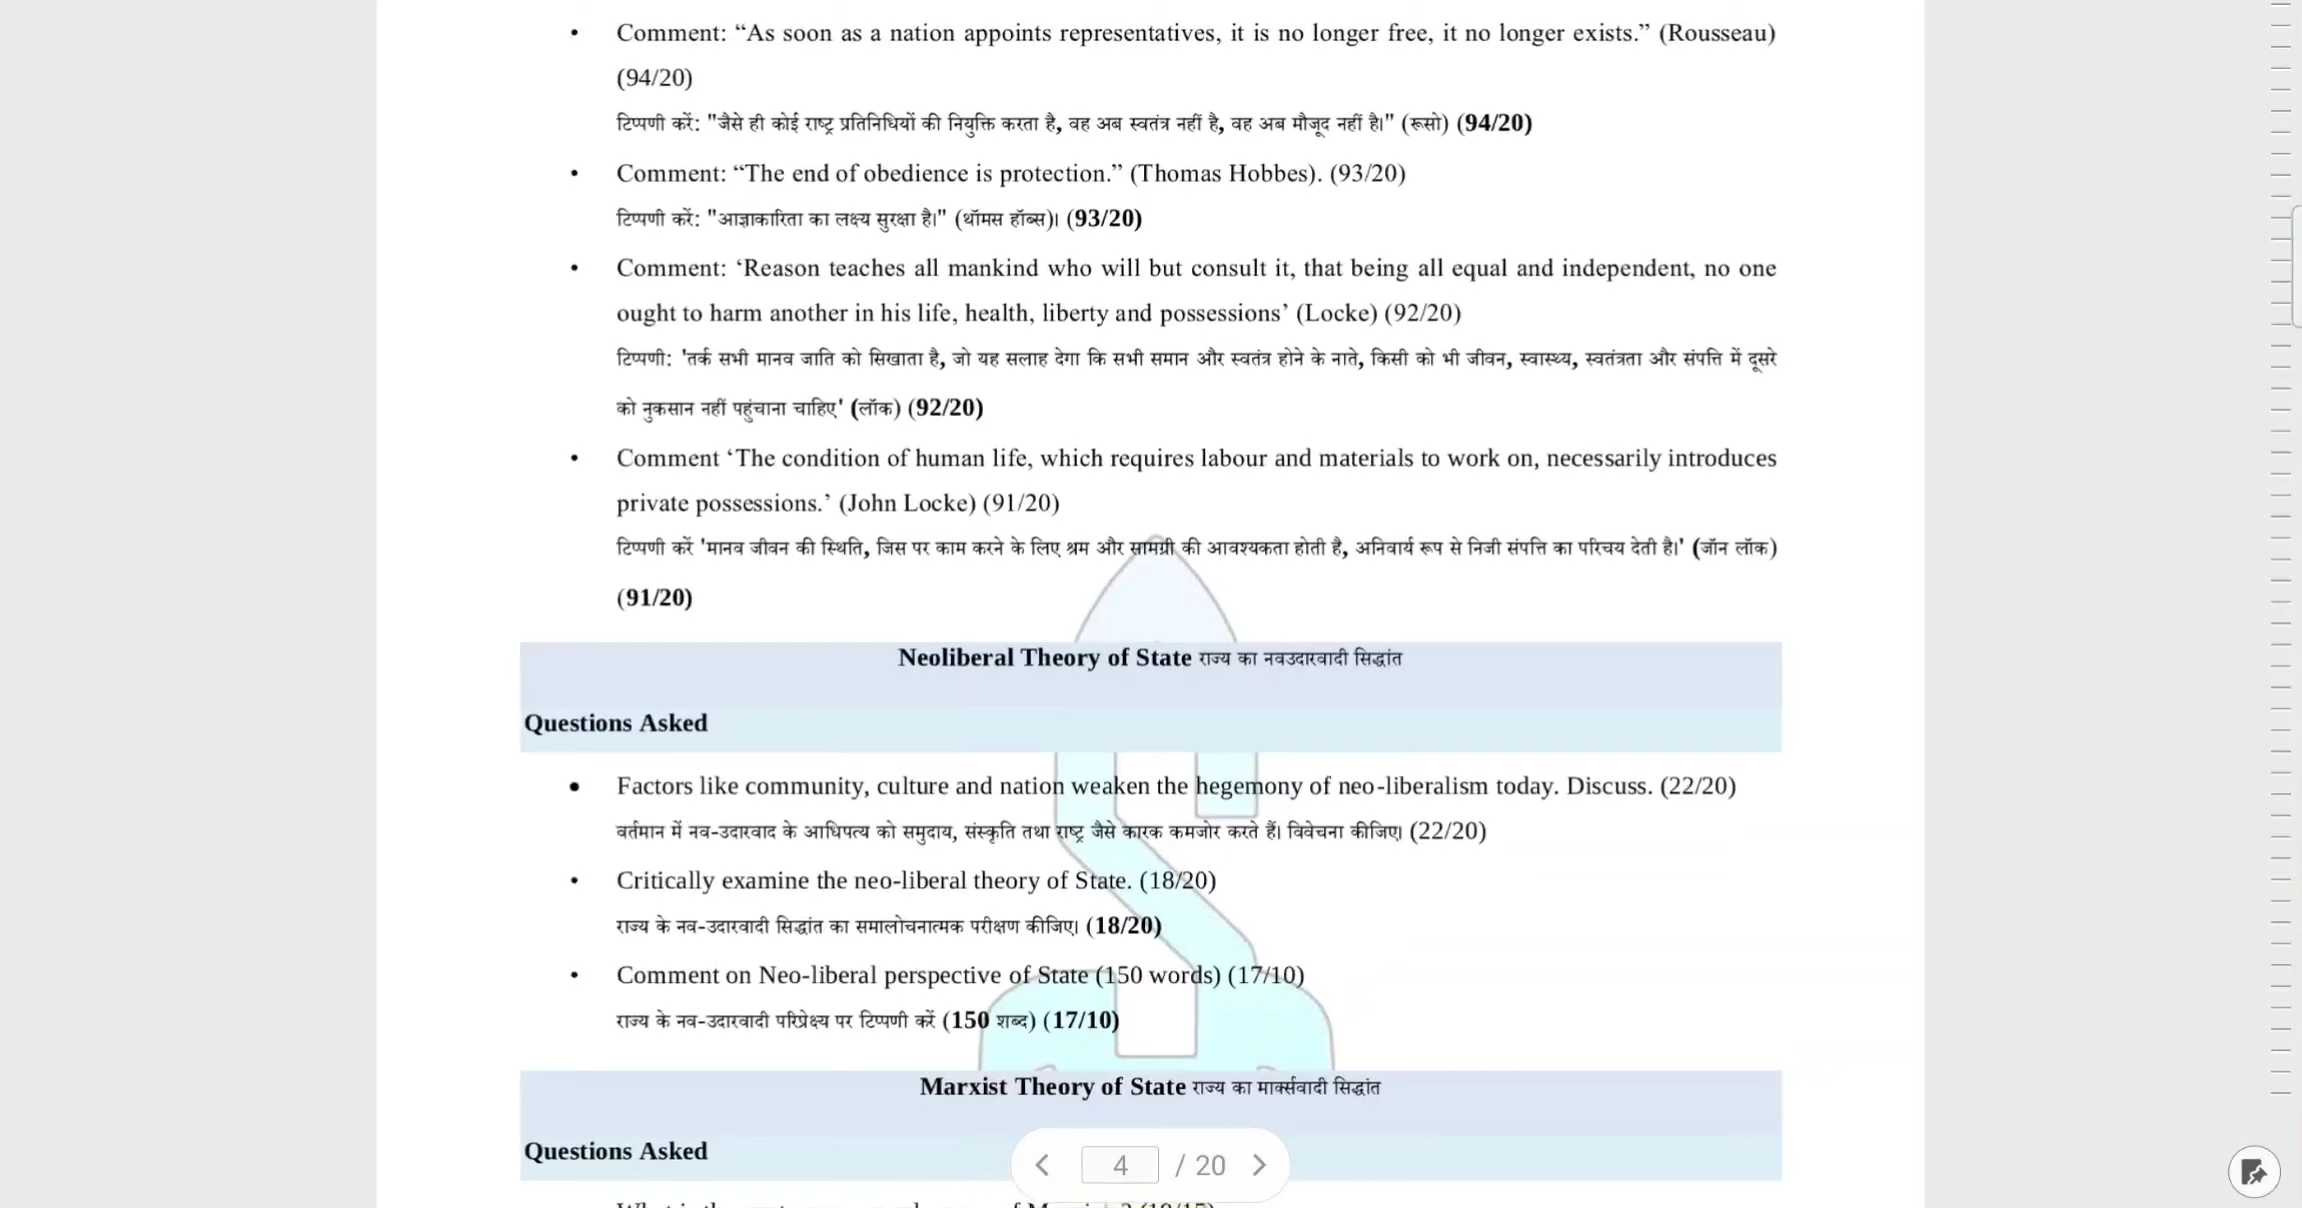 • Comment: “As soon as a nation appoints representatives, it is no longer free, it no longer exists.” (Rousseau)
(94/20)
टिप्पणी करें: "जैसे ही कोई राष्ट्र प्रतिनिधियों की नियुक्ति करता है, वह अब स्वतंत्र नहीं है, वह अब मौजूद नहीं है।" (रूसो) (94/20)
• Comment: “The end of obedience is protection.” (Thomas Hobbes). (93/20)
टिप्पणी करें: "आज्ञाकारिता का लक्ष्य सुरक्षा है।" (थॉमस हॉब्स)। (93/20)
• Comment: ‘Reason teaches all mankind who will but consult it, that being all equal and independent, no one
ought to harm another in his life, health, liberty and possessions’ (Locke) (92/20)
टिप्पणी: 'तर्क सभी मानव जाति को सिखाता है, जो यह सलाह देगा कि सभी समान और स्वतंत्र होने के नाते, किसी को भी जीवन, स्वास्थ्य, स्वतंत्रता और संपत्ति में दूसरे
को नुकसान नहीं पहुंचाना चाहिए' (लॉक) (92/20)
• Comment ‘The condition of human life, which requires labour and materials to work on, necessarily introduces
private possessions.’ (John Locke) (91/20)
टिप्पणी करें 'मानव जीवन की स्थिति, जिस पर काम करने के लिए श्रम और सामग्री की आवश्यकता होती है, अनिवार्य रूप से निजी संपत्ति का परिचय देती है।' (जॉन लॉक)
(91/20)
Neoliberal Theory of State राज्य का नवउदारवादी सिद्धांत
Questions Asked
• Factors like community, culture and nation weaken the hegemony of neo-liberalism today. Discuss. (22/20)
वर्तमान में नव-उदारवाद के आधिपत्य को समुदाय, संस्कृति तथा राष्ट्र जैसे कारक कमजोर करते हैं। विवेचना कीजिए। (22/20)
• Critically examine the neo-liberal theory of State. (18/20)
राज्य के नव-उदारवादी सिद्धांत का समालोचनात्मक परीक्षण कीजिए। (18/20)
• Comment on Neo-liberal perspective of State (150 words) (17/10)
राज्य के नव-उदारवादी परिप्रेक्ष्य पर टिप्पणी करें (150 शब्द) (17/10)
Marxist Theory of State राज्य का मार्क्सवादी सिद्धांत
Questions Asked
4 / 20